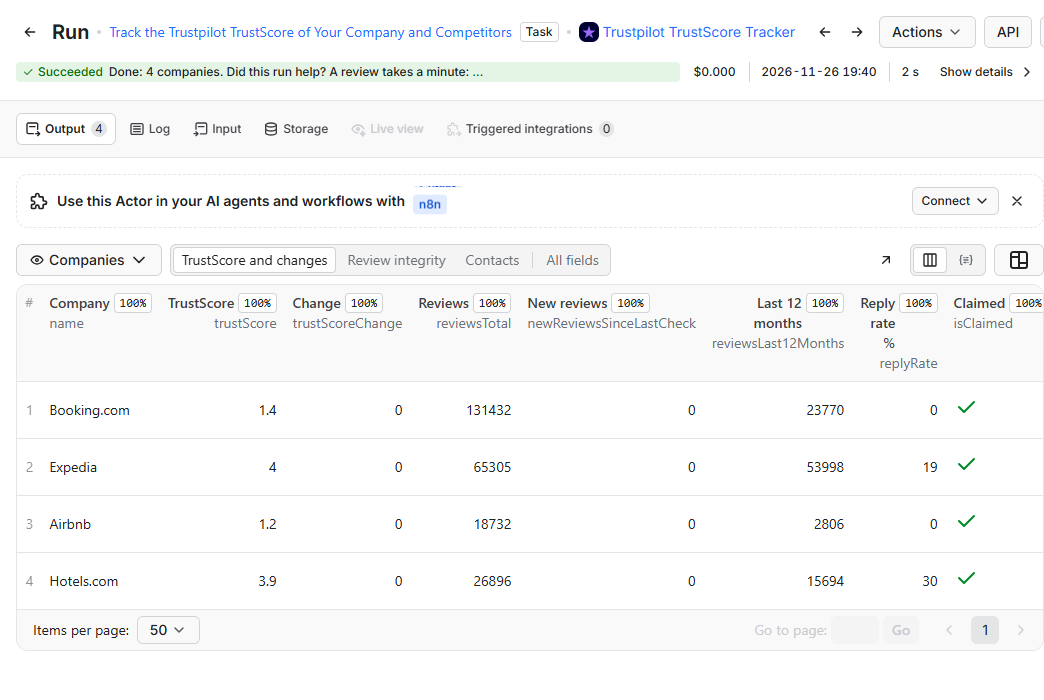 Run • Track the Trustpilot TrustScore of Your Company and Competitors Task • Trustpilot TrustScore Tracker Actions API
Succeeded Done: 4 companies. Did this run help? A review takes a minute: ... $0.000 2026-11-26 19:40 2 s Show details
Output 4 Log Input Storage Live view Triggered integrations 0
Use this Actor in your AI agents and workflows with n8n Connect
Companies TrustScore and changes Review integrity Contacts All fields
# Company 100% TrustScore 100% Change 100% Reviews 100% New reviews 100% Last 12 100% Reply 100% Claimed 100%
name trustScore trustScoreChange reviewsTotal newReviewsSinceLastCheck months rate isClaimed
reviewsLast12Months %
replyRate
1 Booking.com 1.4 0 131432 0 23770 0
2 Expedia 4 0 65305 0 53998 19
3 Airbnb 1.2 0 18732 0 2806 0
4 Hotels.com 3.9 0 26896 0 15694 30
Items per page: 50 Go to page: Go 1